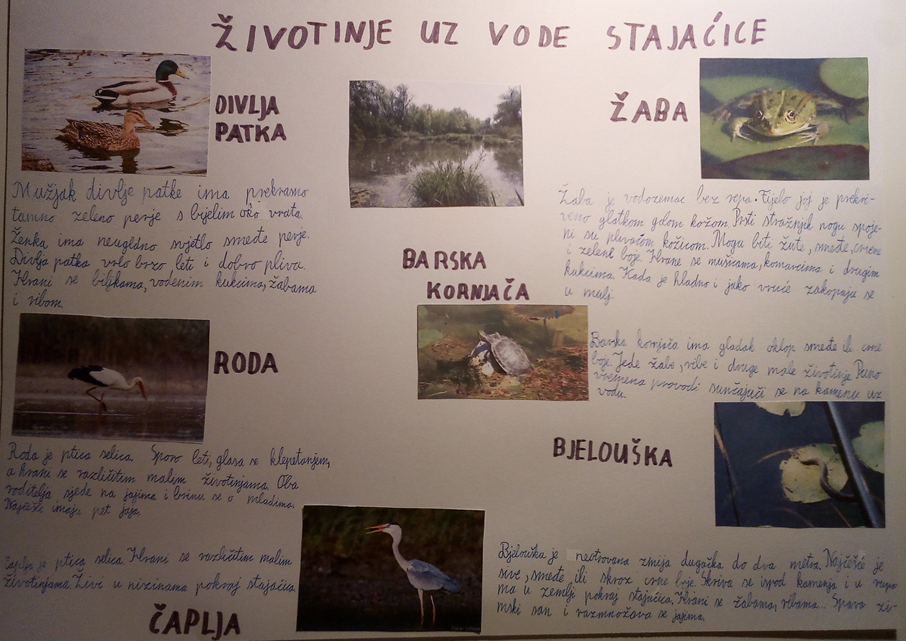 ŽIVOTINJE UZ VODE STAJAĆICE
DIVLJA
PATKA
Mužjak divlje patke ima prekrasno
tamno zeleno perje s bijelim oko vrata.
Ženka ima neugledno svjetlo smeđe perje.
Divlja patka vrlo brzo leti i dobro pliva.
Hrani se biljkama, vodenim kukcima, žabama
i ribom.
ŽABA
Žaba je vodozemac bez repa. Tijelo joj je prekri-
veno glatkom golom kožom. Prsti stražnjih nogu spoje-
ni su plivaćom kožicom. Mogu biti žute, smeđe, crvene
i zelene boje. Hrane se mušicama, komarcima i drugim
kukcima. Kada je hladno i jako vruće zakopaju se
u mulj.
BARSKA
KORNJAČA
Barska kornjača ima gladak oklop smeđe ili crne
boje. Jede žabe, ribe i druge male životinje. Puno
vremena provodi sunčajući se na kamenu uz
vodu.
RODA
Roda je ptica selica. Sporo leti, glasa se klepetanjem,
a hrani se različitim malim životinjama. Oba
roditelja sjede na jajima i brinu se o mladima.
Najčešće imaju pet jaja.
BJELOUŠKA
Bjelouška je neotrovna zmija dugačka do dva metra. Najčešće je
sive, smeđe ili skroz crne boje. Skriva se ispod kamenja i u rupa-
ma u zemlji pokraj stajaćica. Hrani se žabama, ribama... Spava zi-
mski san i razmnožava se jajima.
Čaplja je ptica selica. Hrani se različitim malim
životinjama. Živi u nizinama pokraj stajaćica.
ČAPLJA